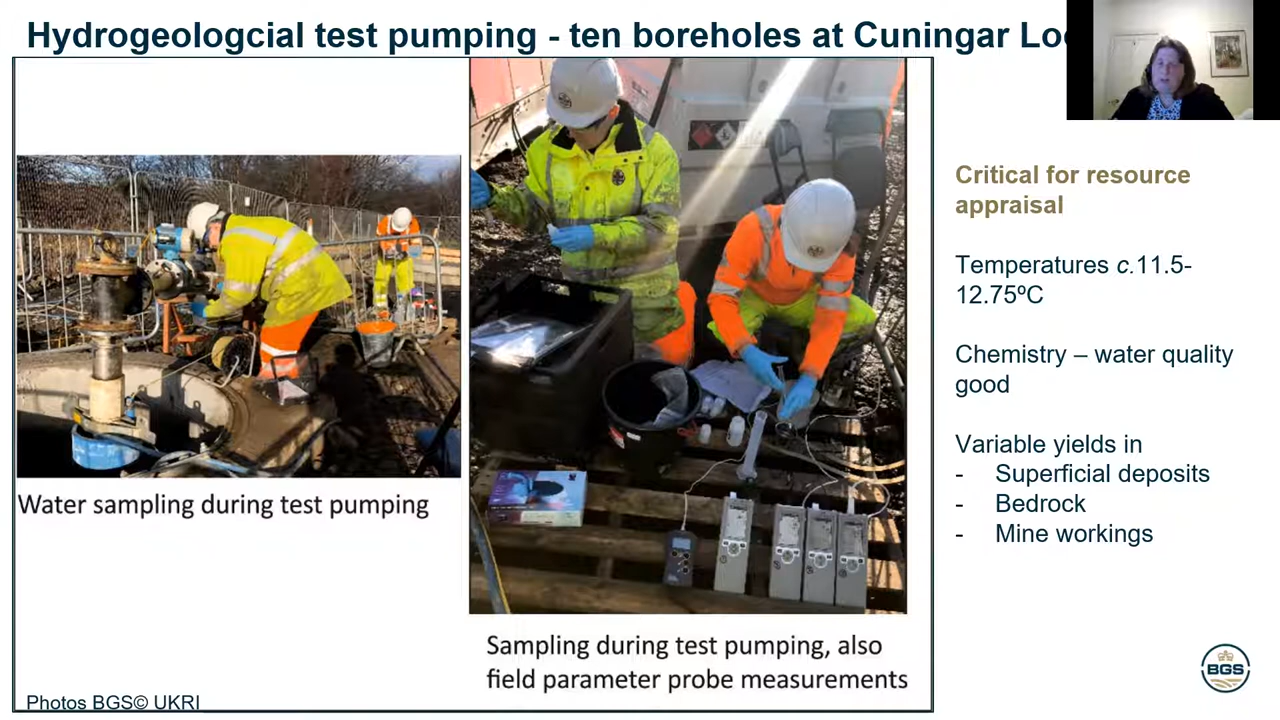 Hydrogeologcial test pumping - ten boreholes at Cuningar Lo
Critical for resource
appraisal
Temperatures c.11.5-
12.75ºC
Chemistry – water quality
good
Variable yields in
- Superficial deposits
- Bedrock
- Mine workings
Water sampling during test pumping
Sampling during test pumping, also
field parameter probe measurements
Photos BGS© UKRI
BGS